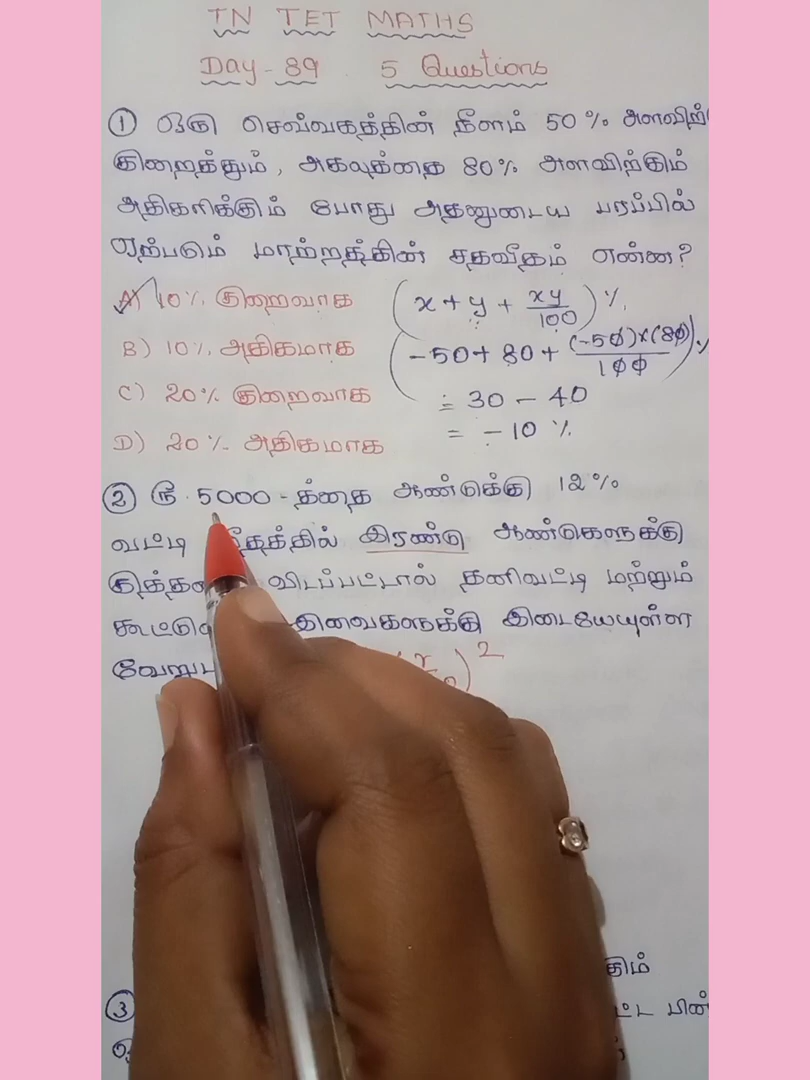 TN TET MATHS
Day - 89 5 Questions
① ஒரு செவ்வகத்தின் நீளம் 50% அளவிற்கு
குறைத்தும், அகலத்தை 80% அளவிற்கும்
அதிகரிக்கும் போது அதனுடைய பரப்பில்
ஏற்படும் மாற்றத்தின் சதவீதம் என்ன?
A) 10% குறைவாக (x + y + xy/100) %
B) 10% அதிகமாக (-50 + 80 + (-50)×(80)/100) %
C) 20% குறைவாக = 30 - 40
D) 20% அதிகமாக = -10 %
② ரூ. 5000-த்தை ஆண்டுக்கு 12%
வட்டி வீதத்தில் இரண்டு ஆண்டுகளுக்கு
விடப்பட்டால் தனிவட்டி மற்றும்
இவைகளுக்கு இடையேயுள்ள
r )²
③ பின்